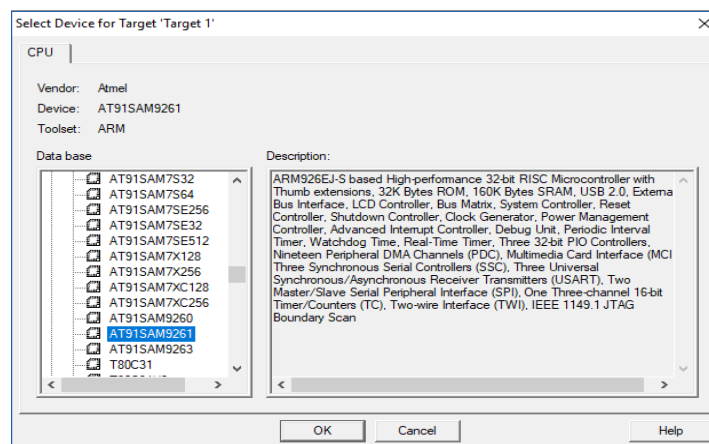 Select Device for Target 'Target 1'
CPU
Vendor: Atmel
Device: AT91SAM9261
Toolset: ARM
Data base
AT91SAM7S32
AT91SAM7S64
AT91SAM7SE256
AT91SAM7SE32
AT91SAM7SE512
AT91SAM7X128
AT91SAM7X256
AT91SAM7XC128
AT91SAM7XC256
AT91SAM9260
AT91SAM9261
AT91SAM9263
T80C31
Description:
ARM926EJ-S based High-performance 32-bit RISC Microcontroller with
Thumb extensions, 32K Bytes ROM, 160K Bytes SRAM, USB 2.0, Externa
Bus Interface, LCD Controller, Bus Matrix, System Controller, Reset
Controller, Shutdown Controller, Clock Generator, Power Management
Controller, Advanced Interrupt Controller, Debug Unit, Periodic Interval
Timer, Watchdog Time, Real-Time Timer, Three 32-bit PIO Controllers,
Nineteen Peripheral DMA Channels (PDC), Multimedia Card Interface (MCI
Three Synchronous Serial Controllers (SSC), Three Universal
Synchronous/Asynchronous Receiver Transmitters (USART), Two
Master/Slave Serial Peripheral Interface (SPI), One Three-channel 16-bit
Timer/Counters (TC), Two-wire Interface (TWI), IEEE 1149.1 JTAG
Boundary Scan
OK
Cancel
Help